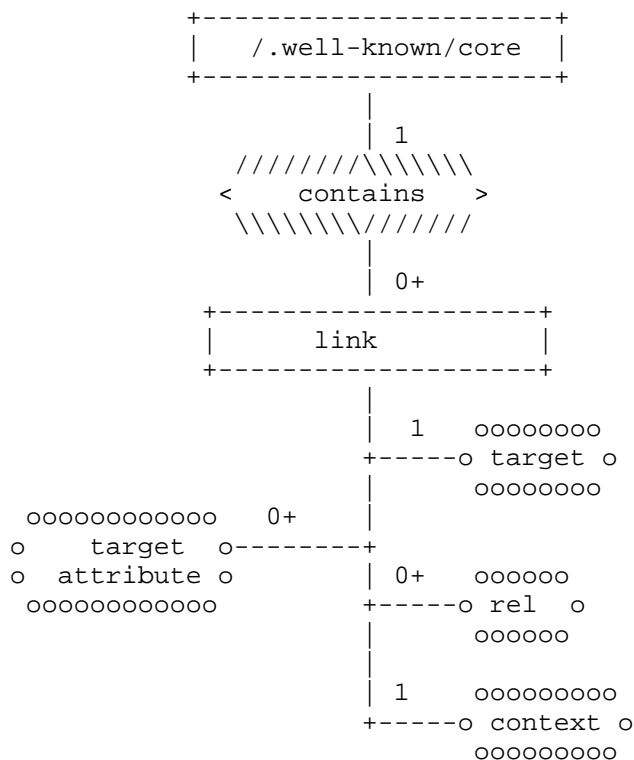 /.well-known/core
1
contains
0+
link
1
target
0+
target
attribute
0+
rel
1
context